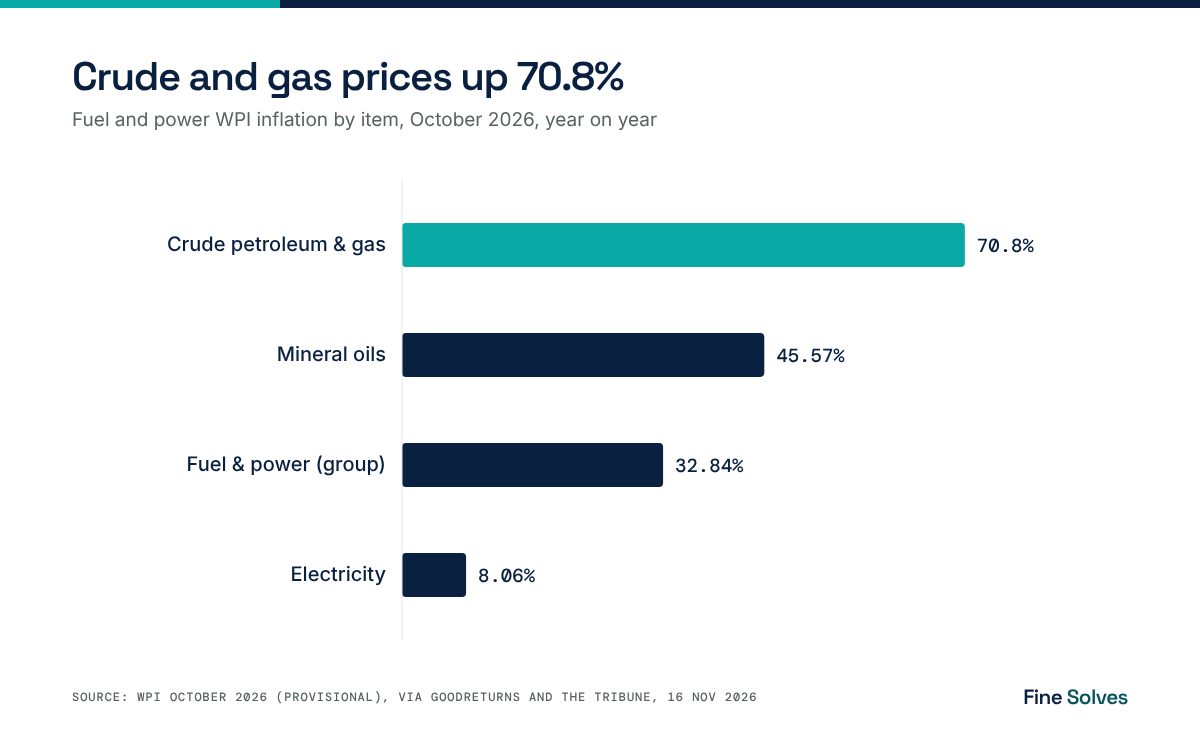 Crude and gas prices up 70.8%
Fuel and power WPI inflation by item, October 2026, year on year
Crude petroleum & gas 70.8%
Mineral oils 45.57%
Fuel & power (group) 32.84%
Electricity 8.06%
SOURCE: WPI OCTOBER 2026 (PROVISIONAL), VIA GOODRETURNS AND THE TRIBUNE, 16 NOV 2026
Fine Solves